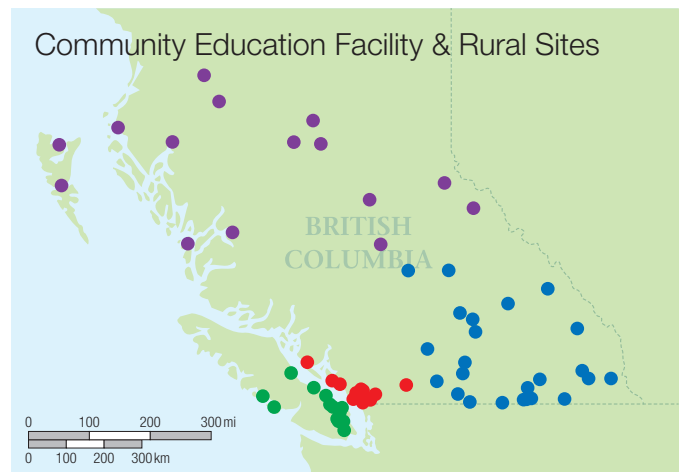 Community Education Facility & Rural Sites
BRITISH
COLUMBIA
0 100 200 300 mi
0 100 200 300 km